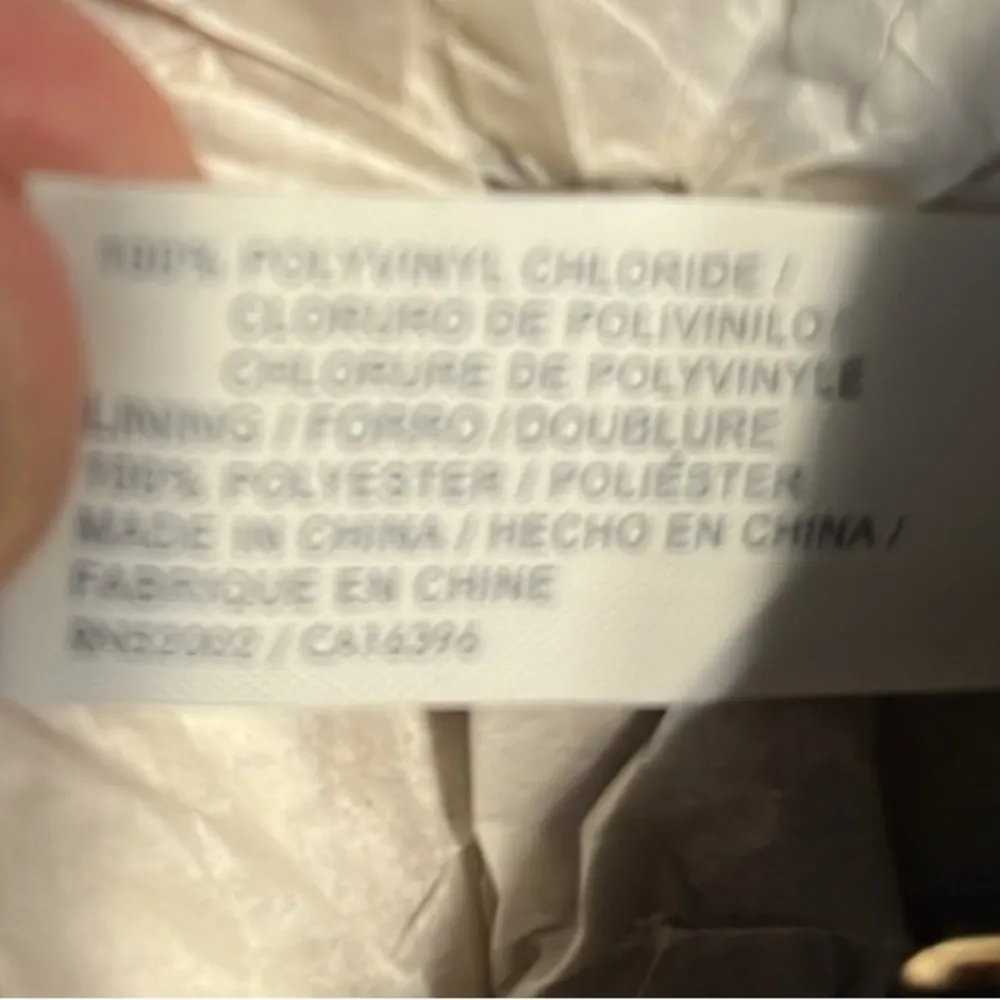 100% POLYVINYL CHLORIDE /
CLORURO DE POLIVINILO/
CHLORURE DE POLYVINYLE
LINING / FORRO/DOUBLURE
100% POLYESTER / POLIÉSTER
MADE IN CHINA / HECHO EN CHINA /
FABRIQUE EN CHINE
RN52002 / CA16396